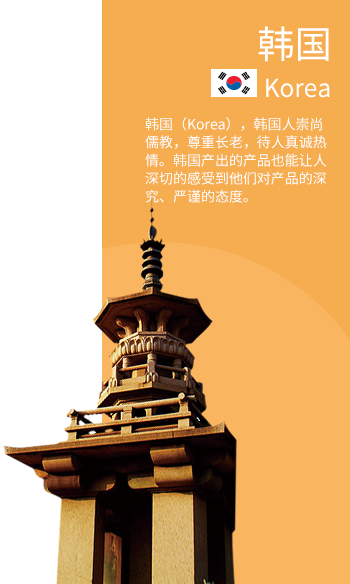 韩国
Korea
韩国（Korea），韩国人崇尚
儒教，尊重长老，待人真诚热
情。韩国产出的产品也能让人
深切的感受到他们对产品的深
究、严谨的态度。